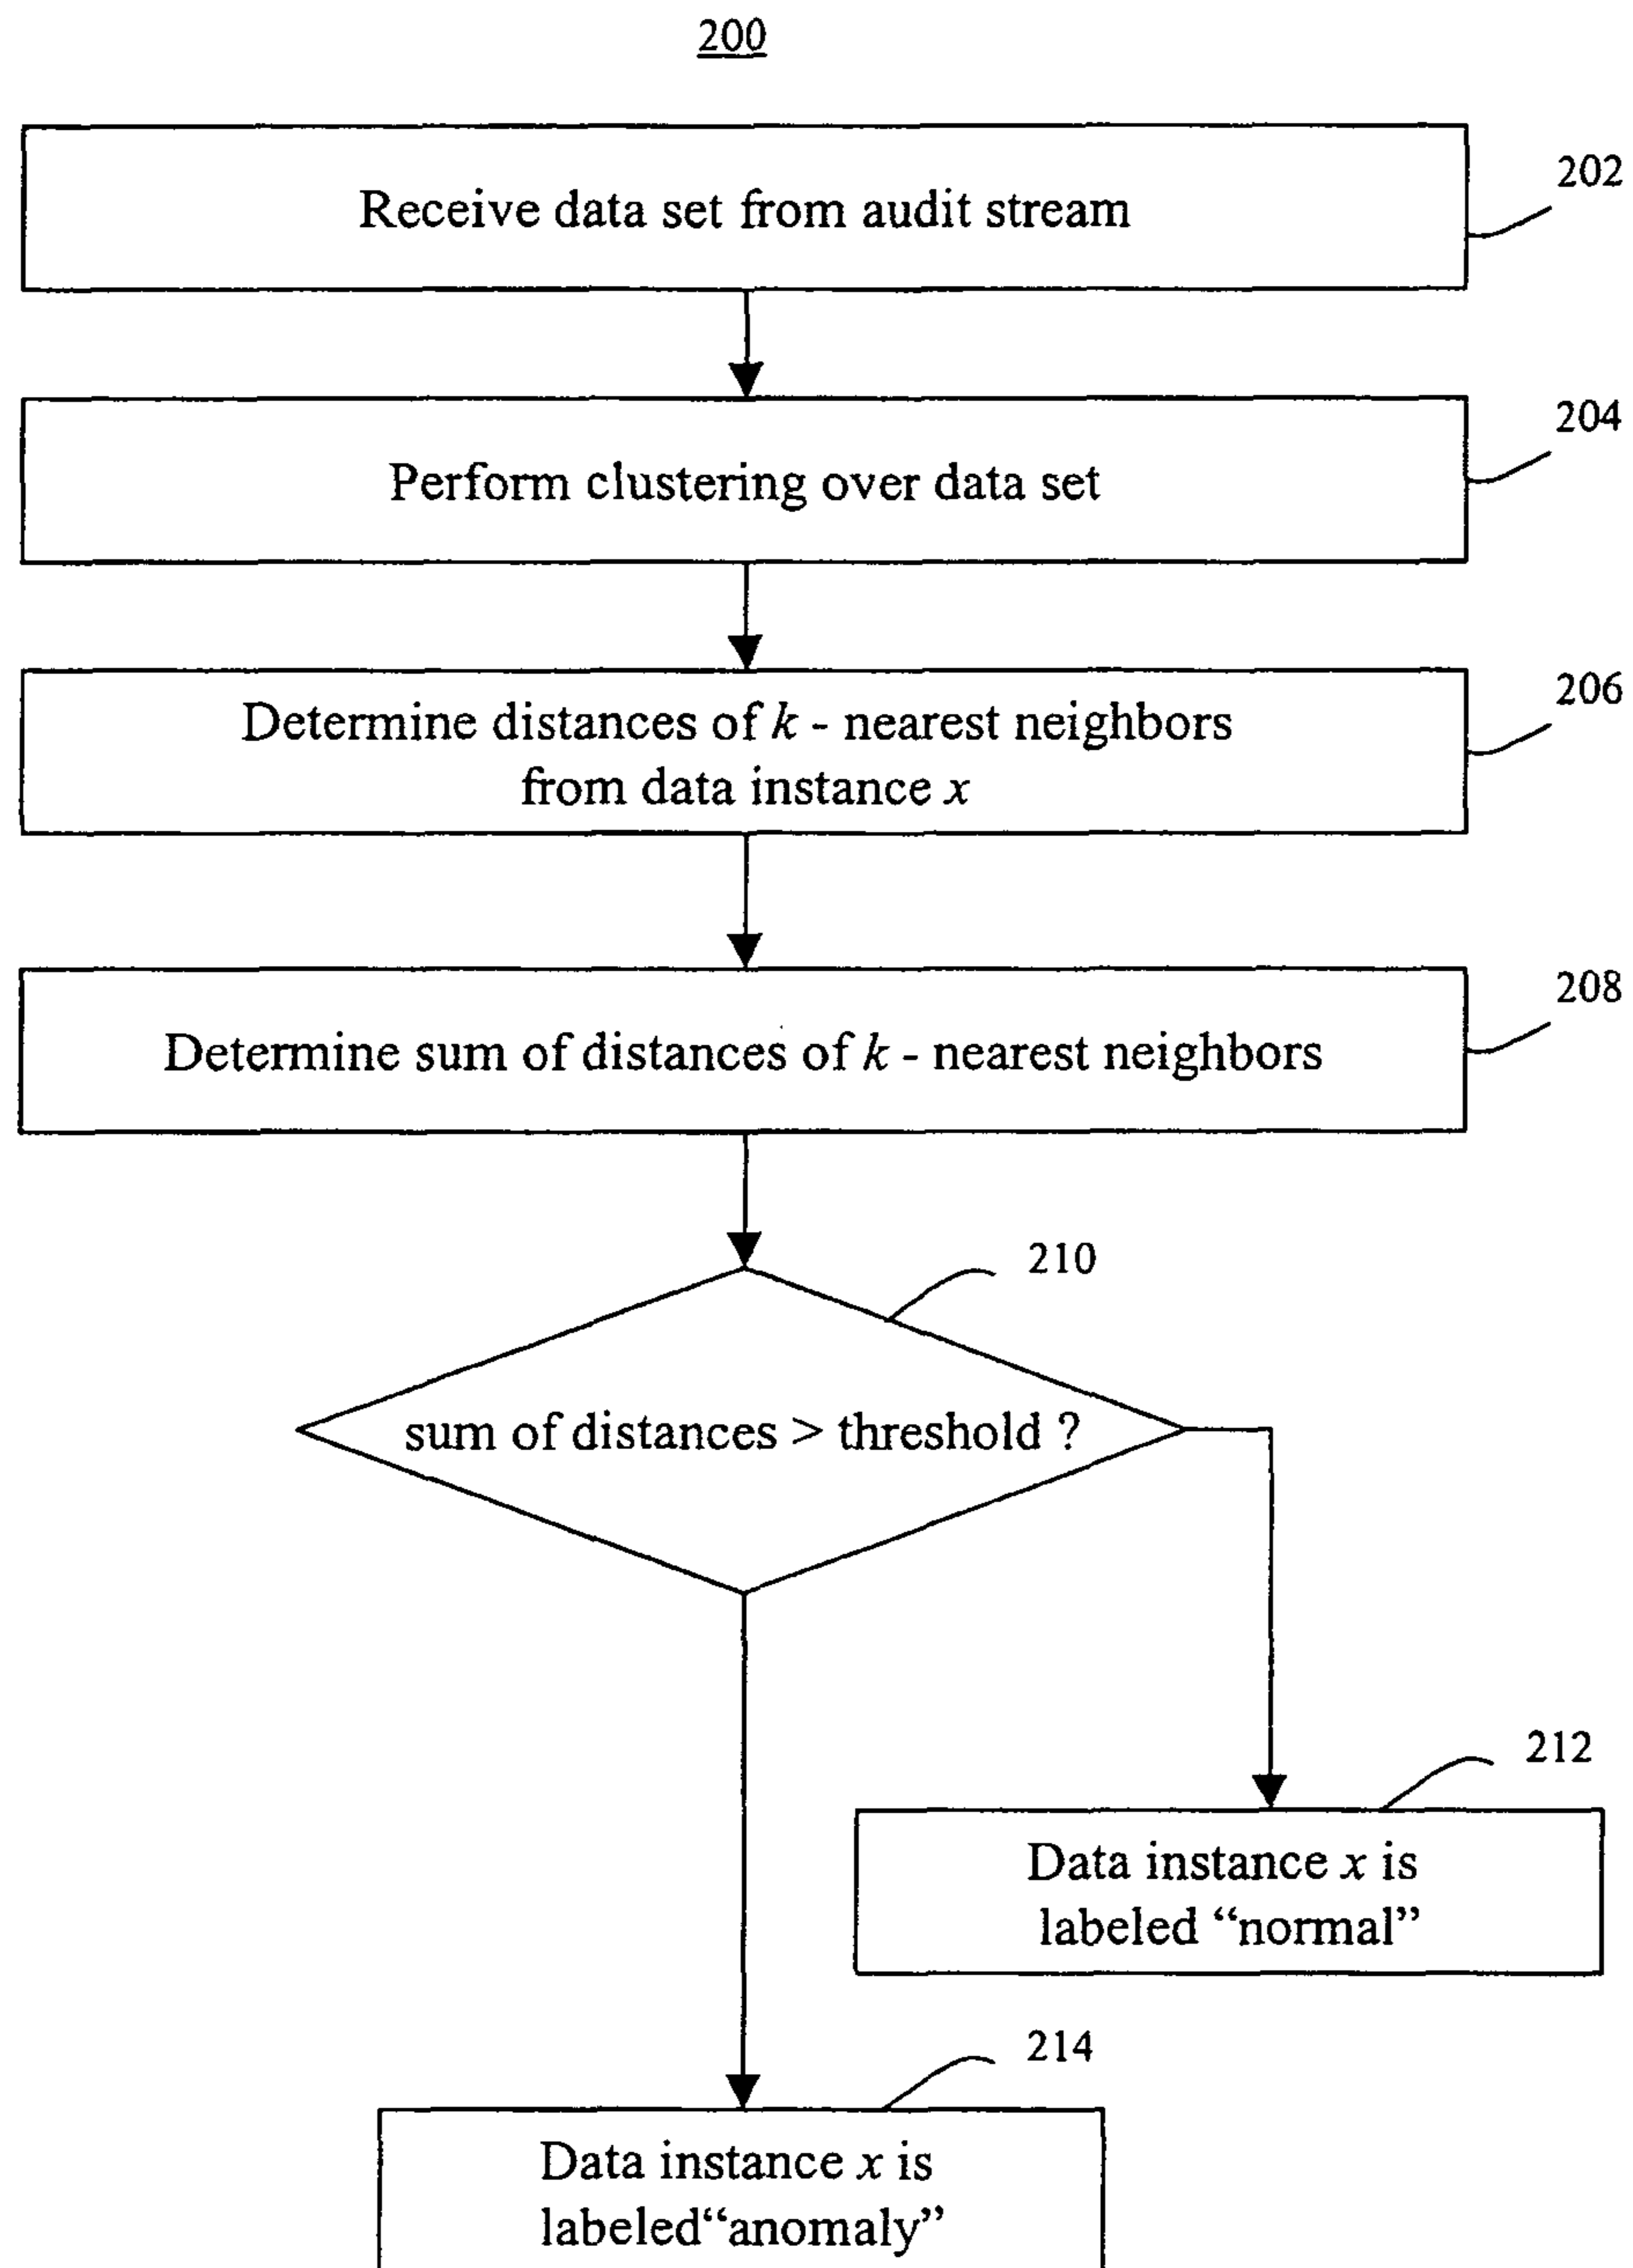 200
Receive data set from audit stream
202
Perform clustering over data set
204
Determine distances of k - nearest neighbors
from data instance x
206
Determine sum of distances of k - nearest neighbors
208
210
sum of distances > threshold ?
212
Data instance x is
labeled “normal”
214
Data instance x is
labeled“anomaly”